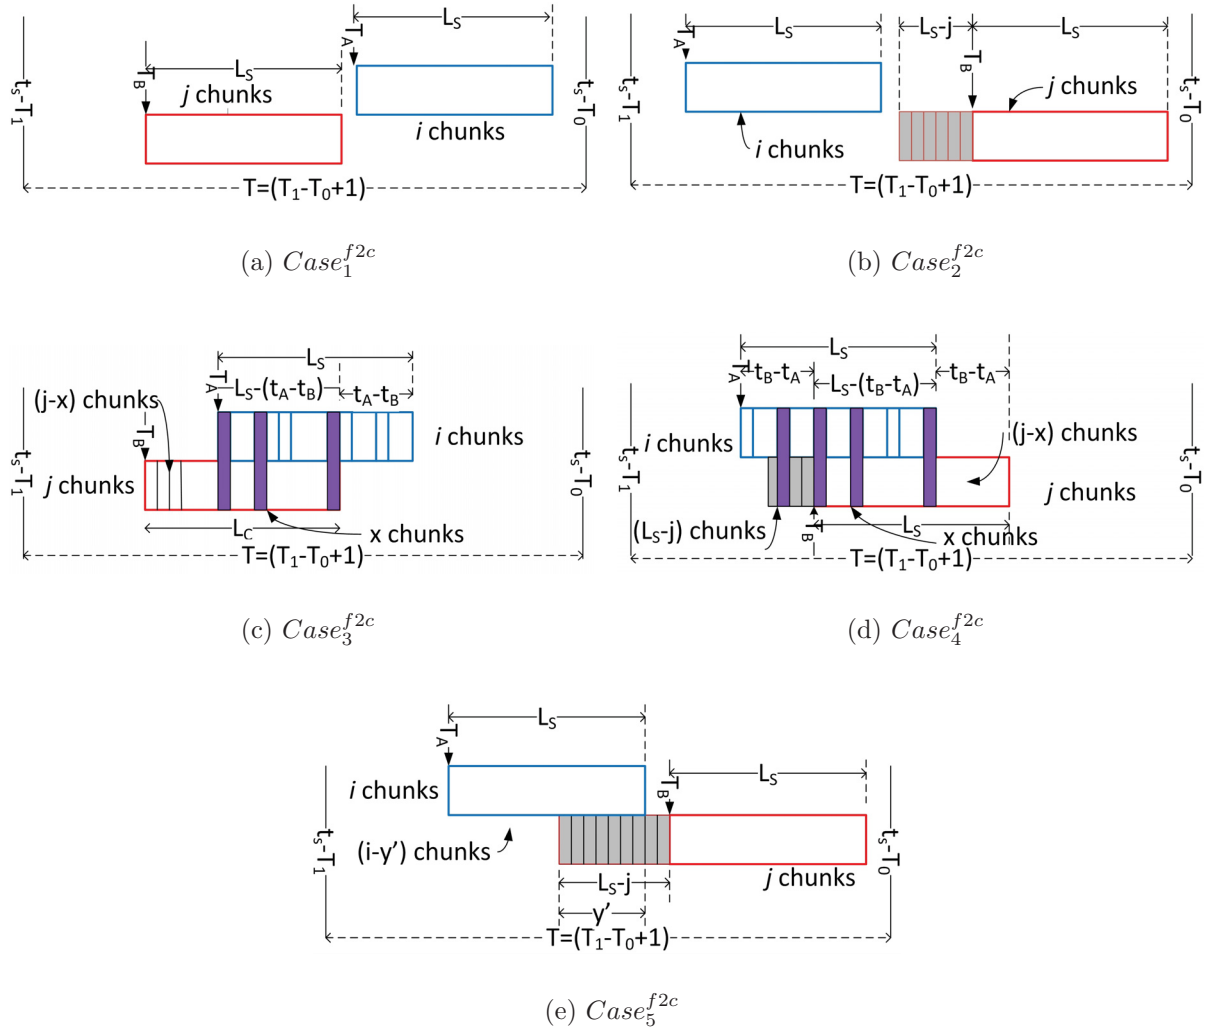 L_S
T_A
T_B
L_S
j chunks
i chunks
t_s-T_1
t_s-T_0
T=(T_1-T_0+1)
(a) Case_1^{f2c}
L_S
L_S-j
L_S
T_A
T_B
j chunks
i chunks
t_s-T_1
t_s-T_0
T=(T_1-T_0+1)
(b) Case_2^{f2c}
L_S
T_A
L_S-(t_A-t_B)
t_A-t_B
(j-x) chunks
T_B
i chunks
j chunks
t_s-T_1
t_s-T_0
L_C
x chunks
T=(T_1-T_0+1)
(c) Case_3^{f2c}
L_S
T_A
t_B-t_A
L_S-(t_B-t_A)
t_B-t_A
i chunks
(j-x) chunks
j chunks
t_s-T_1
t_s-T_0
(L_S-j) chunks
T_B
L_S
x chunks
T=(T_1-T_0+1)
(d) Case_4^{f2c}
L_S
T_A
L_S
T_B
i chunks
(i-y') chunks
t_s-T_1
t_s-T_0
L_S-j
j chunks
y'
T=(T_1-T_0+1)
(e) Case_5^{f2c}